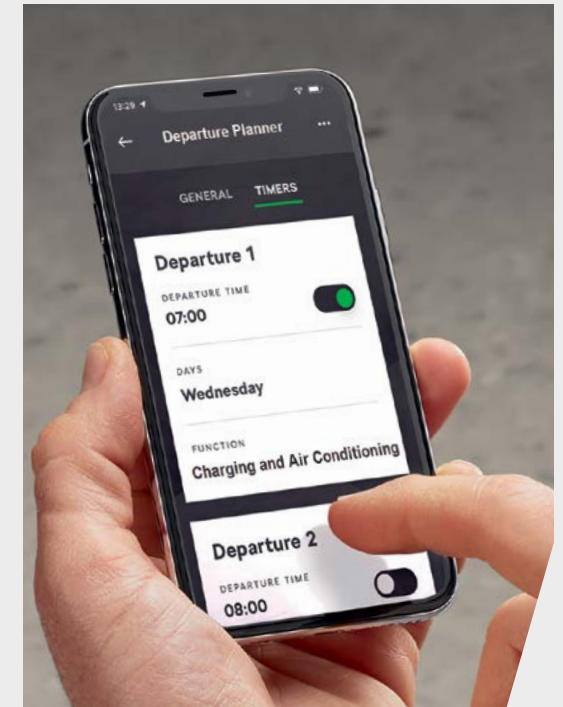 13:29
Departure Planner
GENERAL TIMERS
Departure 1
DEPARTURE TIME
07:00
DAYS
Wednesday
FUNCTION
Charging and Air Conditioning
Departure 2
DEPARTURE TIME
08:00